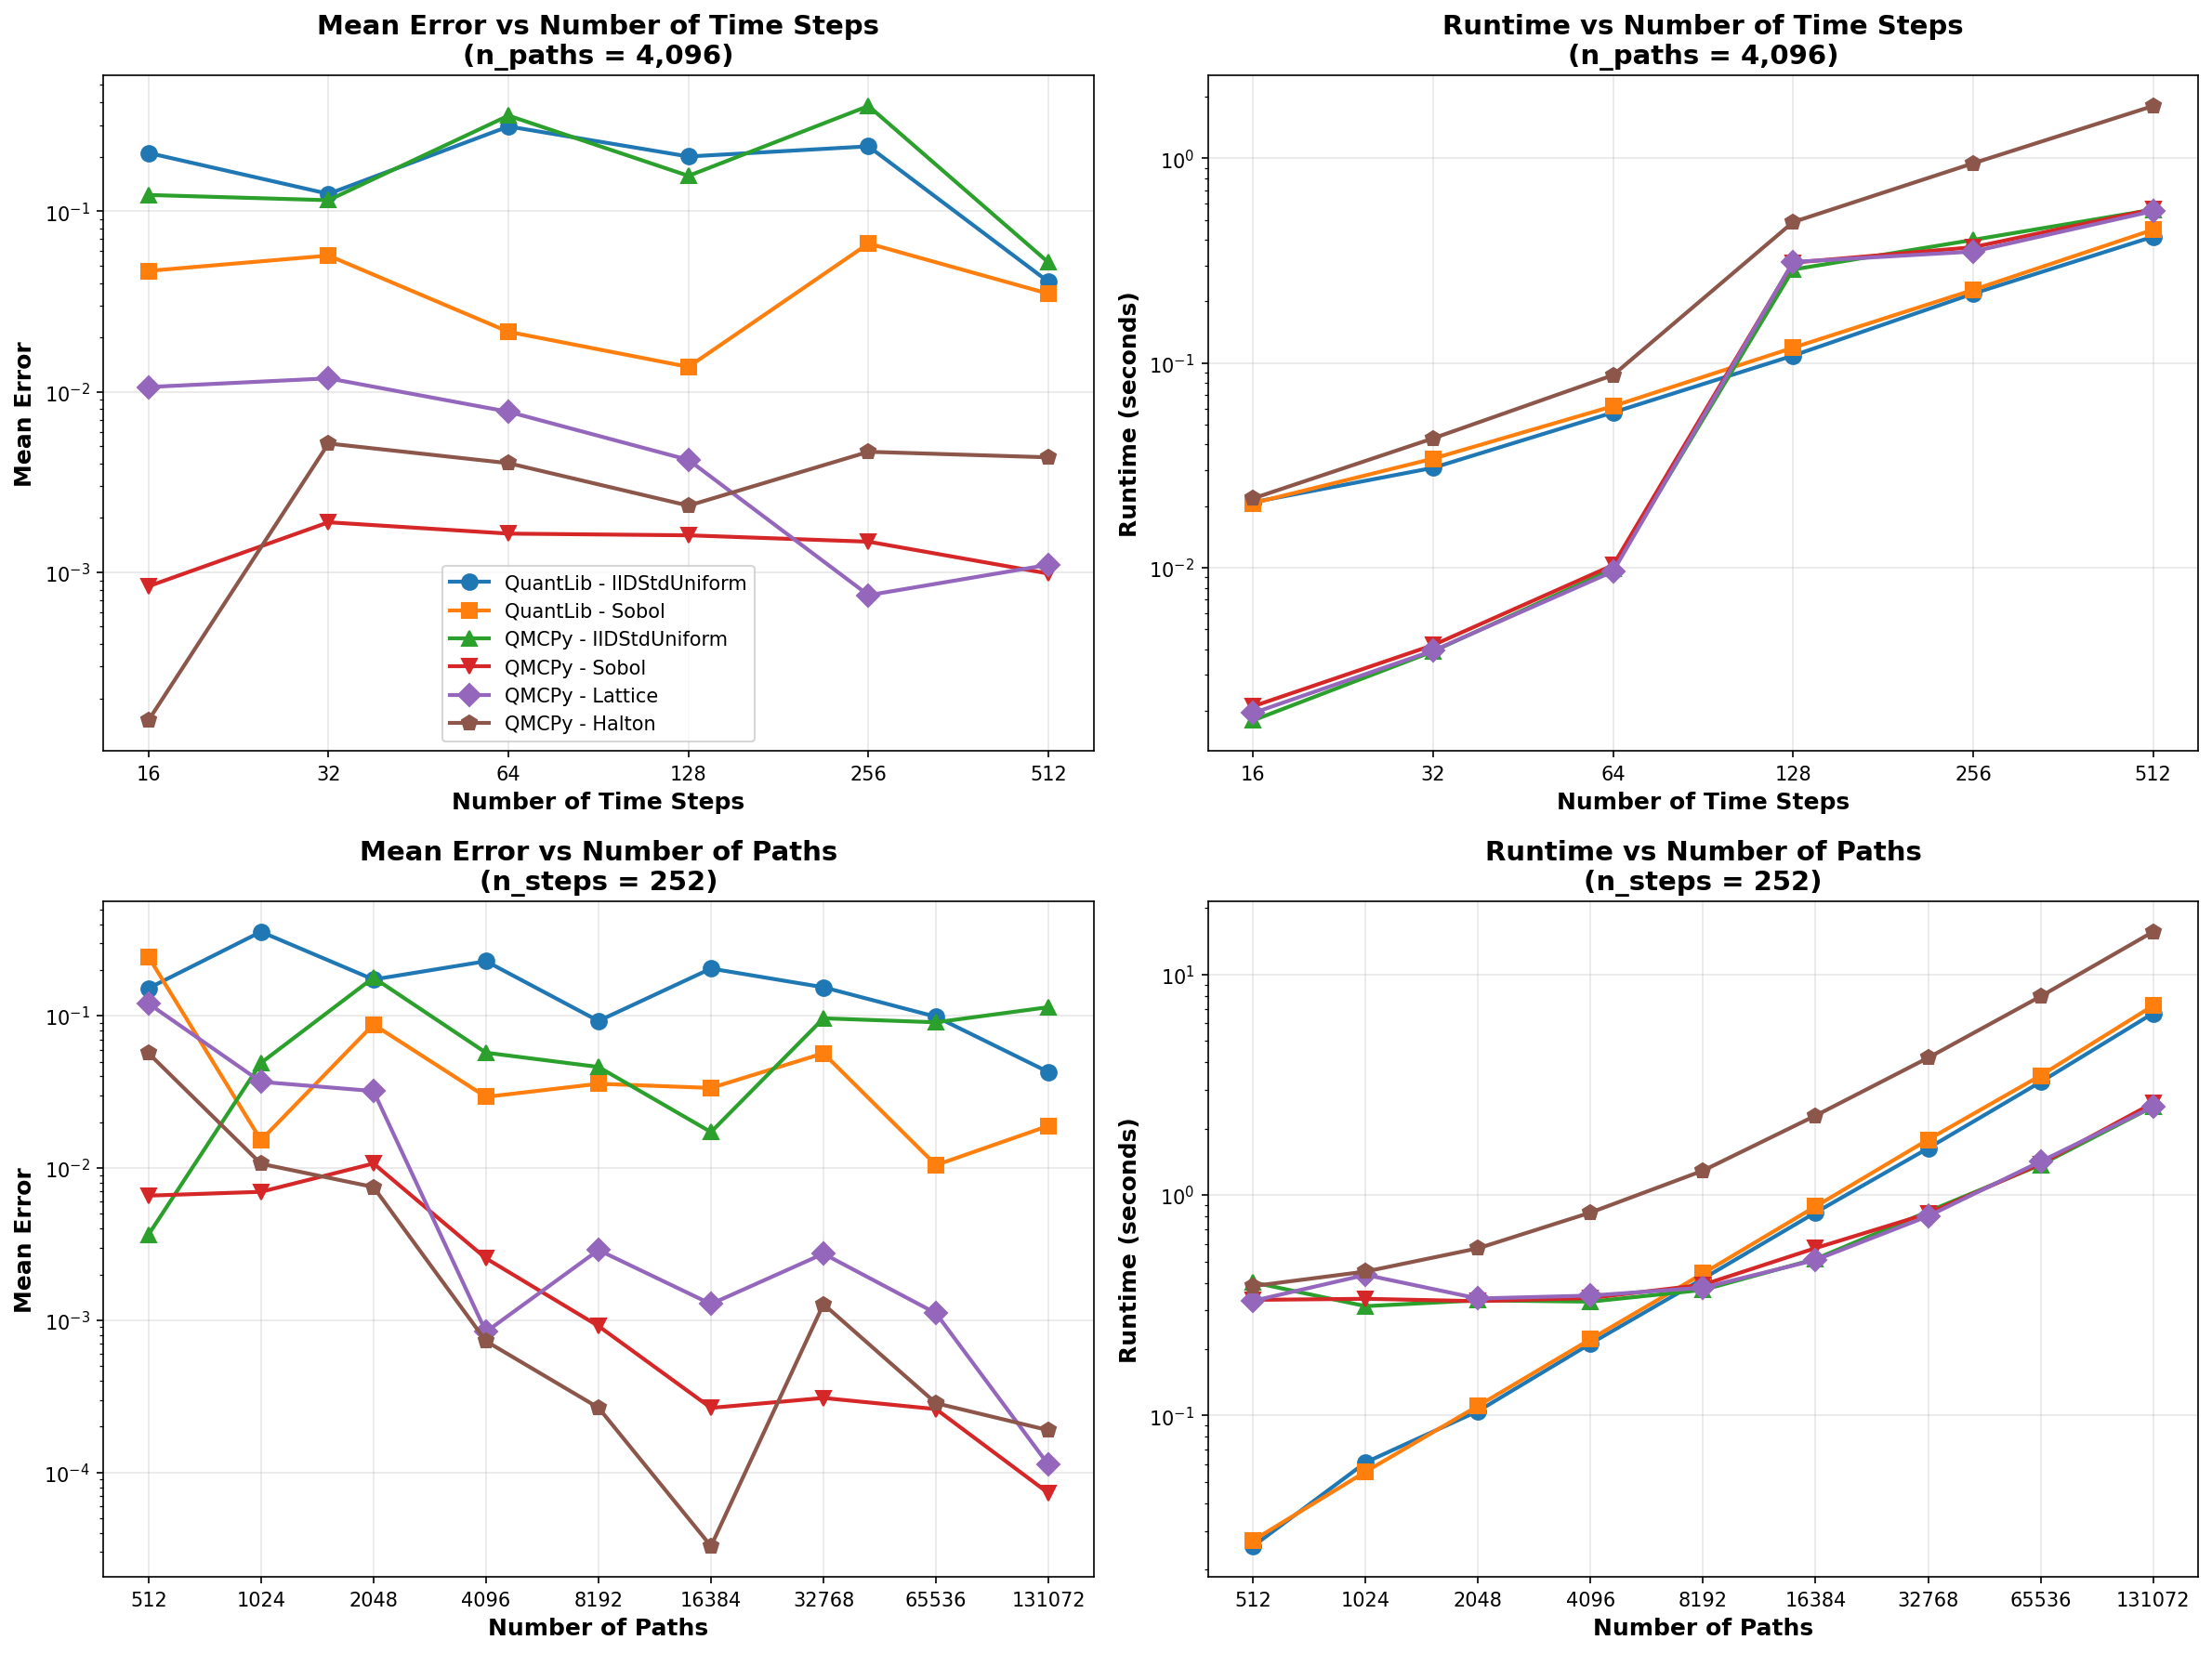 Mean Error vs Number of Time Steps
(n_paths = 4,096)
Mean Error
10⁻¹
10⁻²
10⁻³
QuantLib - IIDStdUniform
QuantLib - Sobol
QMCPy - IIDStdUniform
QMCPy - Sobol
QMCPy - Lattice
QMCPy - Halton
16 32 64 128 256 512
Number of Time Steps
Runtime vs Number of Time Steps
(n_paths = 4,096)
Runtime (seconds)
10⁰
10⁻¹
10⁻²
16 32 64 128 256 512
Number of Time Steps
Mean Error vs Number of Paths
(n_steps = 252)
Mean Error
10⁻¹
10⁻²
10⁻³
10⁻⁴
512 1024 2048 4096 8192 16384 32768 65536 131072
Number of Paths
Runtime vs Number of Paths
(n_steps = 252)
Runtime (seconds)
10¹
10⁰
10⁻¹
512 1024 2048 4096 8192 16384 32768 65536 131072
Number of Paths